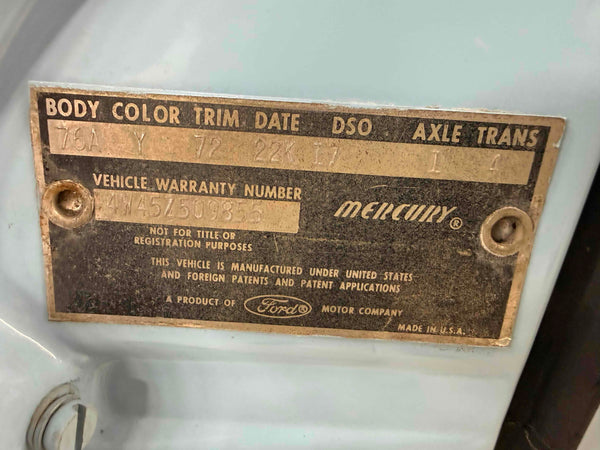 BODY COLOR TRIM DATE DSO AXLE TRANS
76A Y 72 22K 17 1 4
VEHICLE WARRANTY NUMBER
4W45Z509855
MERCURY®
NOT FOR TITLE OR
REGISTRATION PURPOSES
THIS VEHICLE IS MANUFACTURED UNDER UNITED STATES
AND FOREIGN PATENTS AND PATENT APPLICATIONS
A PRODUCT OF Ford® MOTOR COMPANY
MADE IN U.S.A.